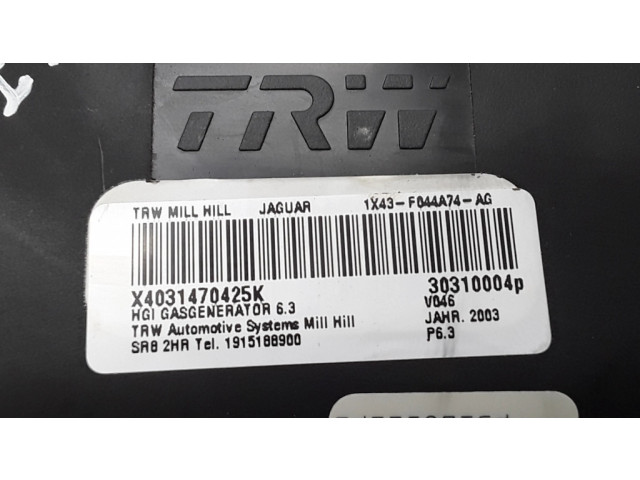 TRW
TRW MILL HILL JAGUAR 1X43-F044A74-AG
X4031470425K 30310004p
HGI GASGENERATOR 6.3 V046
TRW Automotive Systems Mill Hill JAHR. 2003
SR8 2HR Tel. 1915188900 P6.3